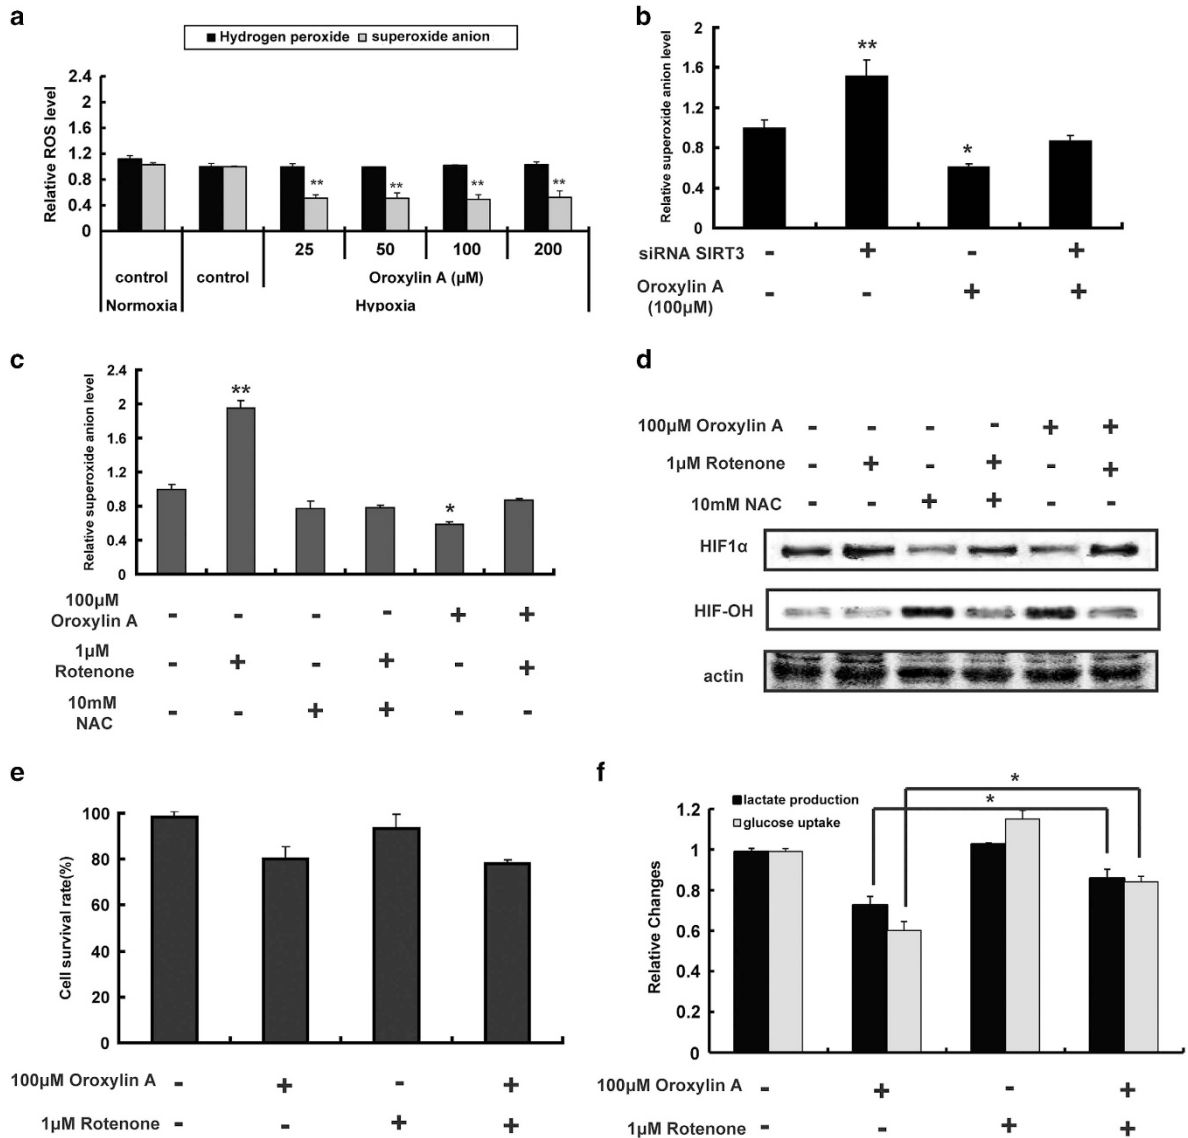 a
■ Hydrogen peroxide □ superoxide anion
Relative ROS level
2.4
2
1.6
1.2
0.8
0.4
0
** ** ** **
25 50 100 200
control control Oroxylin A (μM)
Normoxia Hypoxia
b
Relative superoxide anion level
2
1.6
1.2
0.8
0.4
0
**
*
siRNA SIRT3 - + - +
Oroxylin A
(100μM) - - + +
c
Relative superoxide anion level
2.4
2
1.6
1.2
0.8
0.4
0
**
*
100μM
Oroxylin A - - - - + +
1μM
Rotenone - + - + - +
10mM
NAC - - + + - -
d
100μM Oroxylin A - - - - + +
1μM Rotenone - + - + - +
10mM NAC - - + + - -
HIF1α
HIF-OH
actin
e
Cell survival rate(%)
100
80
60
40
20
0
100μM Oroxylin A - + - +
1μM Rotenone - - + +
f
■ lactate production
□ glucose uptake
*
*
Relative Changes
1.2
1
0.8
0.6
0.4
0.2
0
100μM Oroxylin A - + - +
1μM Rotenone - - + +